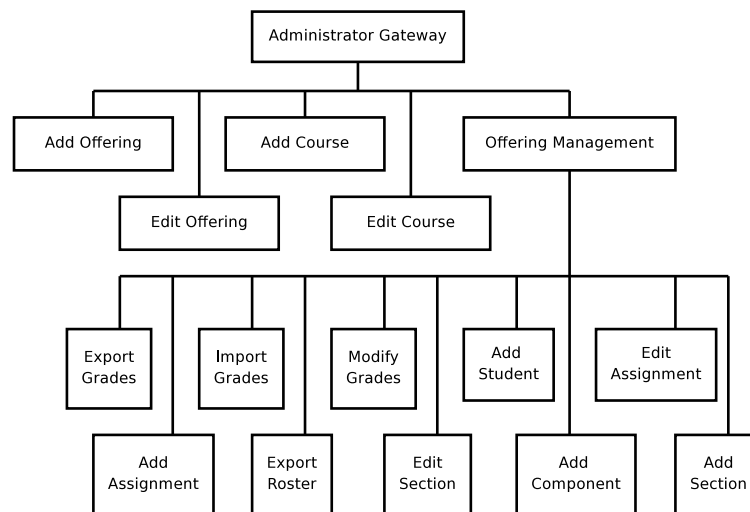 Administrator Gateway
Add Offering
Add Course
Offering Management
Edit Offering
Edit Course
Export
Grades
Import
Grades
Modify
Grades
Add
Student
Edit
Assignment
Add
Assignment
Export
Roster
Edit
Section
Add
Component
Add
Section